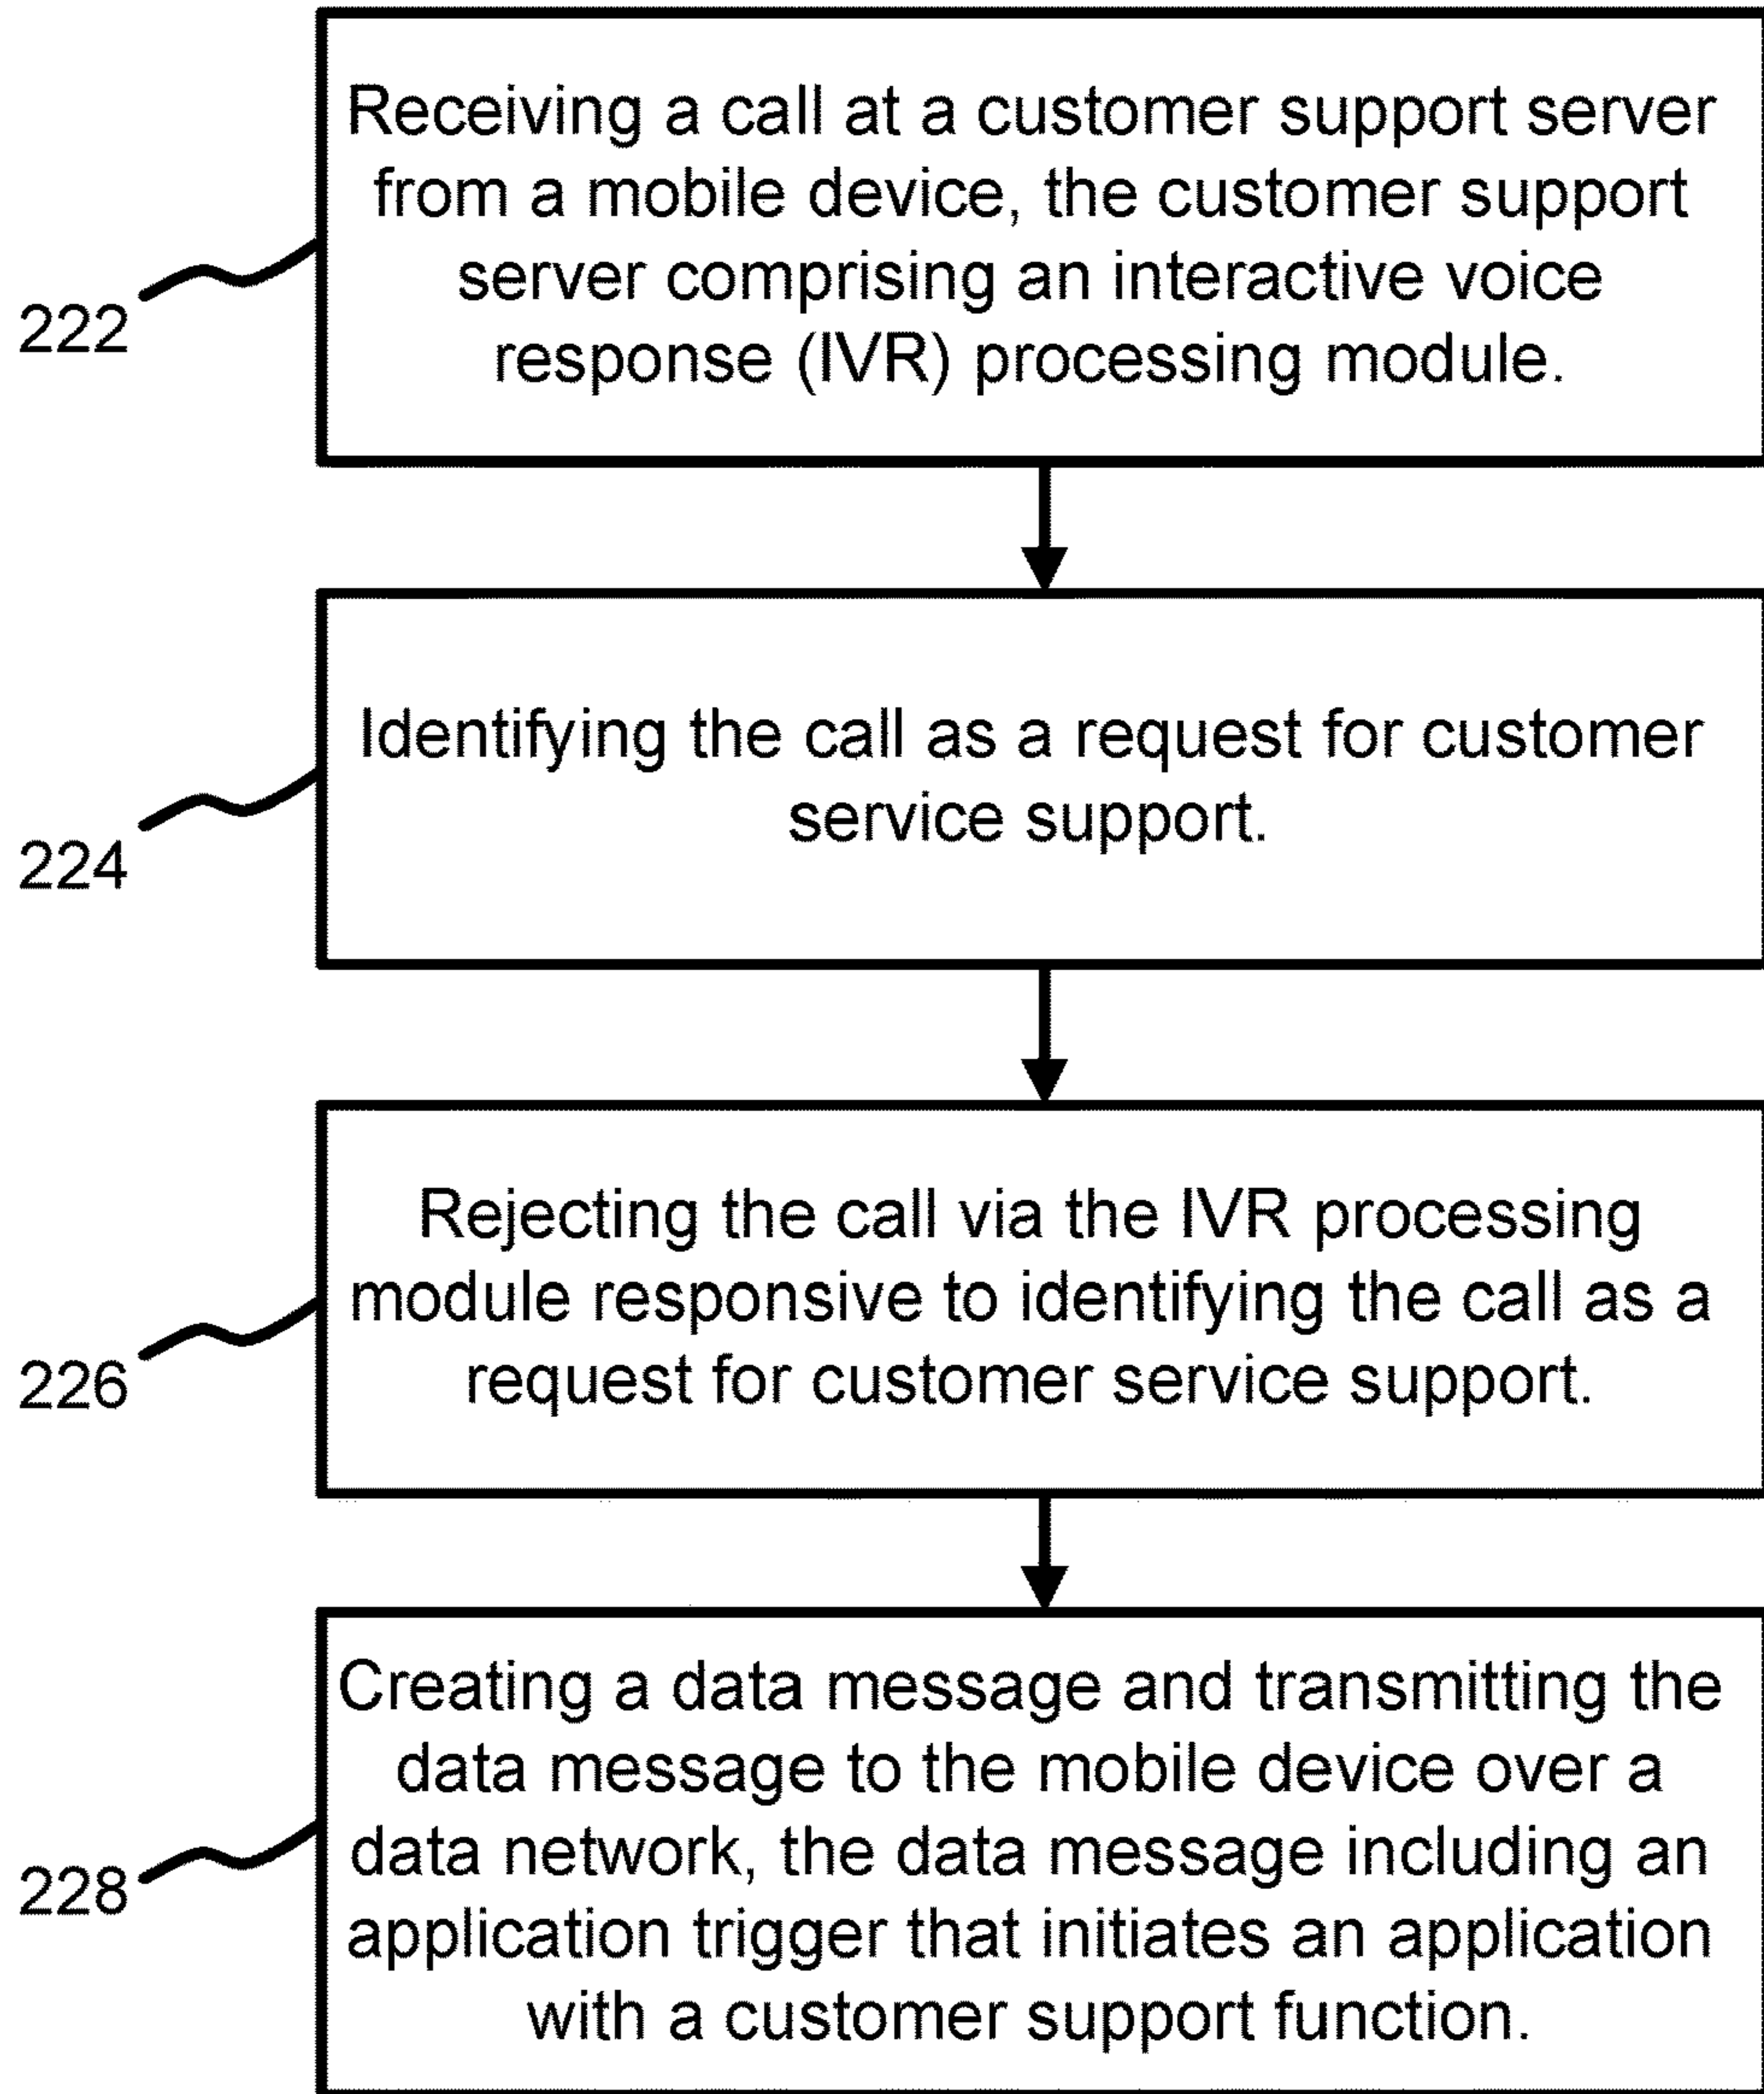 Receiving a call at a customer support server
from a mobile device, the customer support
server comprising an interactive voice
response (IVR) processing module.
222
Identifying the call as a request for customer
service support.
224
Rejecting the call via the IVR processing
module responsive to identifying the call as a
request for customer service support.
226
Creating a data message and transmitting the
data message to the mobile device over a
data network, the data message including an
application trigger that initiates an application
with a customer support function.
228